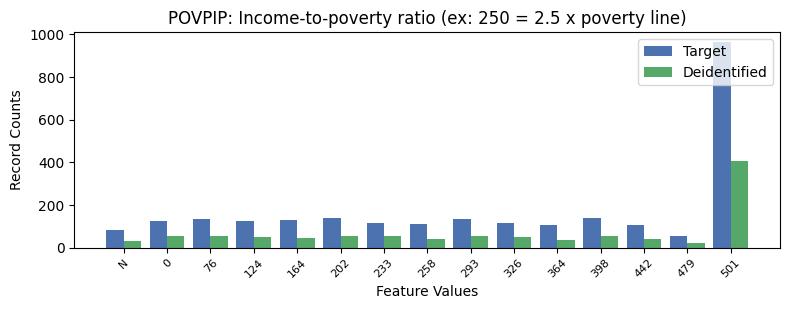 POVPIP: Income-to-poverty ratio (ex: 250 = 2.5 x poverty line)
1000
800
600
400
200
0
Record Counts
Target
Deidentified
N 0 76 124 164 202 233 258 293 326 364 398 442 479 501
Feature Values